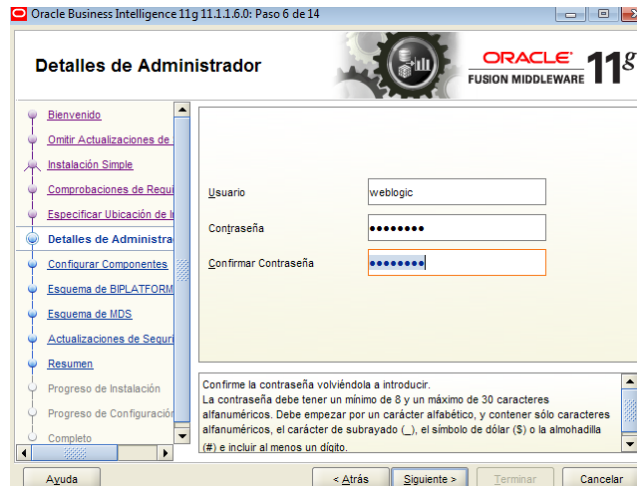 Oracle Business Intelligence 11g 11.1.1.6.0: Paso 6 de 14
Detalles de Administrador
ORACLE
FUSION MIDDLEWARE 11g
Bienvenido
Omitir Actualizaciones de
Instalación Simple
Comprobaciones de Requi
Especificar Ubicación de I
Detalles de Administra
Configurar Componentes
Esquema de BIPLATFORM
Esquema de MDS
Actualizaciones de Seguri
Resumen
Progreso de Instalación
Progreso de Configuración
Completo
Usuario
weblogic
Contraseña
••••••••
Confirmar Contraseña
••••••••
Confirme la contraseña volviéndola a introducir.
La contraseña debe tener un mínimo de 8 y un máximo de 30 caracteres
alfanuméricos. Debe empezar por un carácter alfabético, y contener sólo caracteres
alfanuméricos, el carácter de subrayado (_), el símbolo de dólar ($) o la almohadilla
(#) e incluir al menos un dígito.
Ayuda
< Atrás
Siguiente >
Terminar
Cancelar